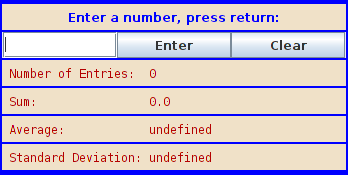 Enter a number, press return:
Enter Clear
Number of Entries: 0
Sum: 0.0
Average: undefined
Standard Deviation: undefined